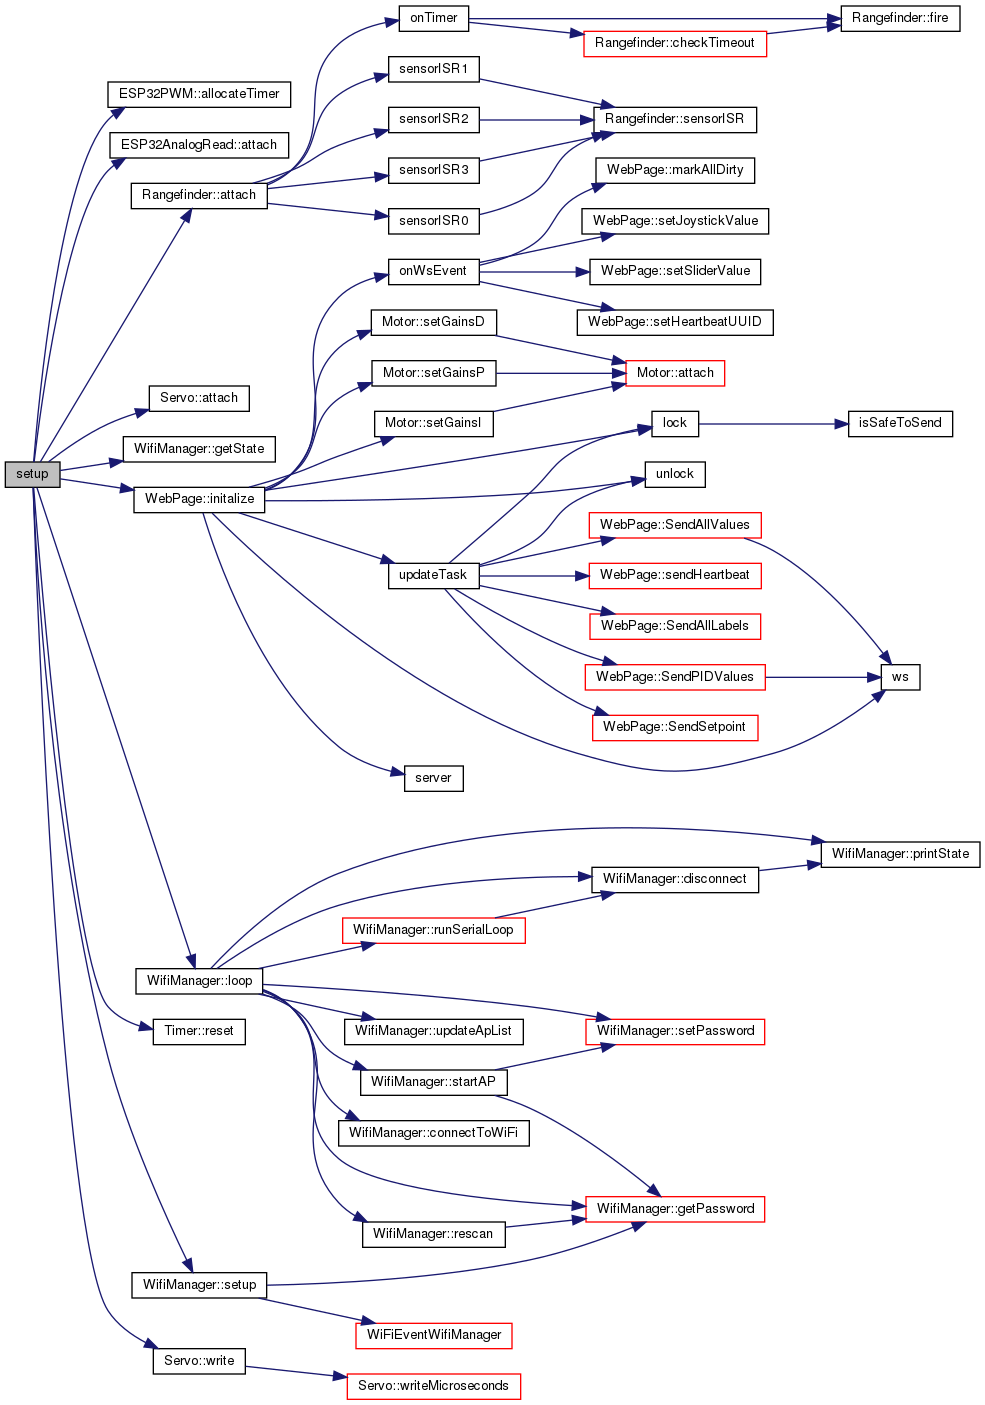 onTimer
Rangefinder::fire
Rangefinder::checkTimeout
sensorISR1
ESP32PWM::allocateTimer
sensorISR2
Rangefinder::sensorISR
ESP32AnalogRead::attach
sensorISR3
WebPage::markAllDirty
Rangefinder::attach
sensorISR0
WebPage::setJoystickValue
onWsEvent
WebPage::setSliderValue
Motor::setGainsD
WebPage::setHeartbeatUUID
Motor::setGainsP
Motor::attach
Servo::attach
Motor::setGainsI
lock
isSafeToSend
WifiManager::getState
setup
unlock
WebPage::initalize
WebPage::SendAllValues
updateTask
WebPage::sendHeartbeat
WebPage::SendAllLabels
WebPage::SendPIDValues
ws
WebPage::SendSetpoint
server
WifiManager::printState
WifiManager::disconnect
WifiManager::runSerialLoop
WifiManager::loop
Timer::reset
WifiManager::updateApList
WifiManager::setPassword
WifiManager::startAP
WifiManager::connectToWiFi
WifiManager::getPassword
WifiManager::rescan
WifiManager::setup
WiFiEventWifiManager
Servo::write
Servo::writeMicroseconds